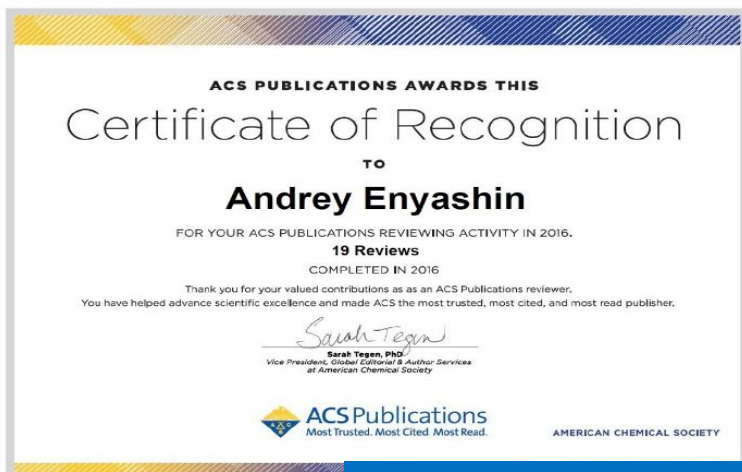 ACS PUBLICATIONS AWARDS THIS
Certificate of Recognition
TO
Andrey Enyashin
FOR YOUR ACS PUBLICATIONS REVIEWING ACTIVITY IN 2016.
19 Reviews
COMPLETED IN 2016
Thank you for your valued contributions as as an ACS Publications reviewer.
You have helped advance scientific excellence and made ACS the most trusted, most cited, and most read publisher.
Sarah Tegen
Sarah Tegen, PhD
Vice President, Global Editorial & Author Services
at American Chemical Society
ACS Publications
Most Trusted. Most Cited. Most Read.
AMERICAN CHEMICAL SOCIETY